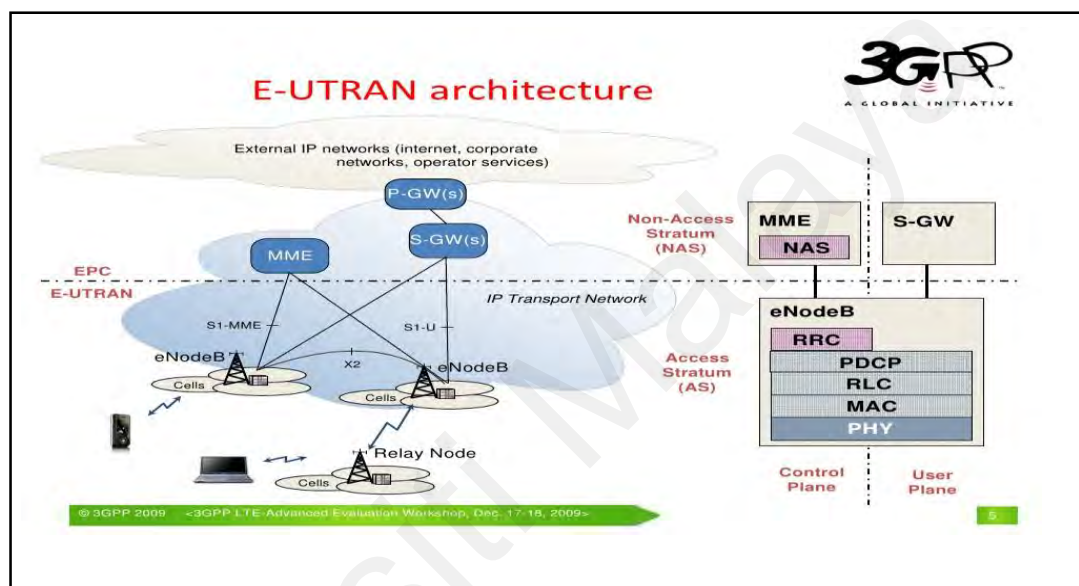 3GPP
TM
A GLOBAL INITIATIVE
E-UTRAN architecture
External IP networks (internet, corporate
networks, operator services)
P-GW(s)
S-GW(s)
MME
EPC
E-UTRAN
IP Transport Network
S1-MME
S1-U
X2
eNodeB
Cells
eNodeB
Cells
Relay Node
Cells
Non-Access
Stratum
(NAS)
MME
NAS
S-GW
Access
Stratum
(AS)
eNodeB
RRC
PDCP
RLC
MAC
PHY
Control
Plane
User
Plane
© 3GPP 2009 <3GPP LTE-Advanced Evaluation Workshop, Dec. 17-18, 2009>
5
siti Malaya